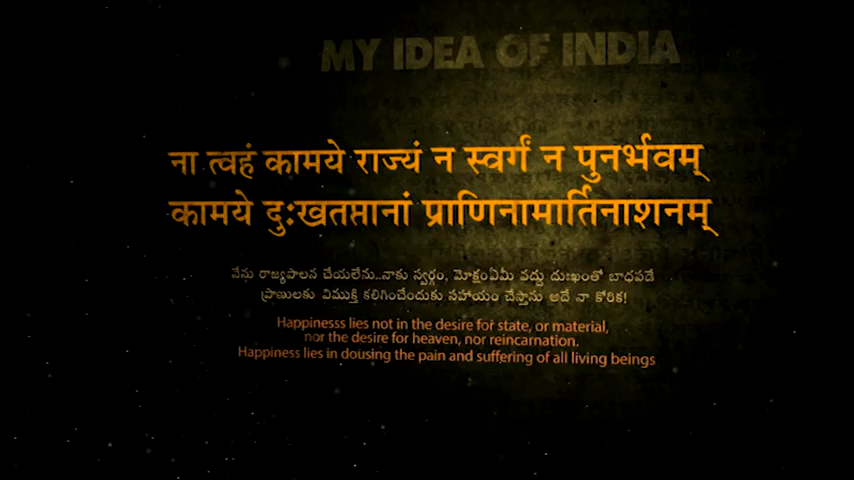 MY IDEA OF INDIA
ना त्वहं कामये राज्यं न स्वर्गं न पुनर्भवम्
कामये दुःखतप्तानां प्राणिनामार्तिनाशनम्
నేను రాజ్యపాలన చేయలేను..నాకు స్వర్గం, మోక్షంఏమీ వద్దు దుఃఖంతో బాధపడే
ప్రాణులకు విముక్తి కలిగించేందుకు సహాయం చేస్తాను అదే నా కోరిక!
Happinesss lies not in the desire for state, or material,
nor the desire for heaven, nor reincarnation.
Happiness lies in dousing the pain and suffering of all living beings